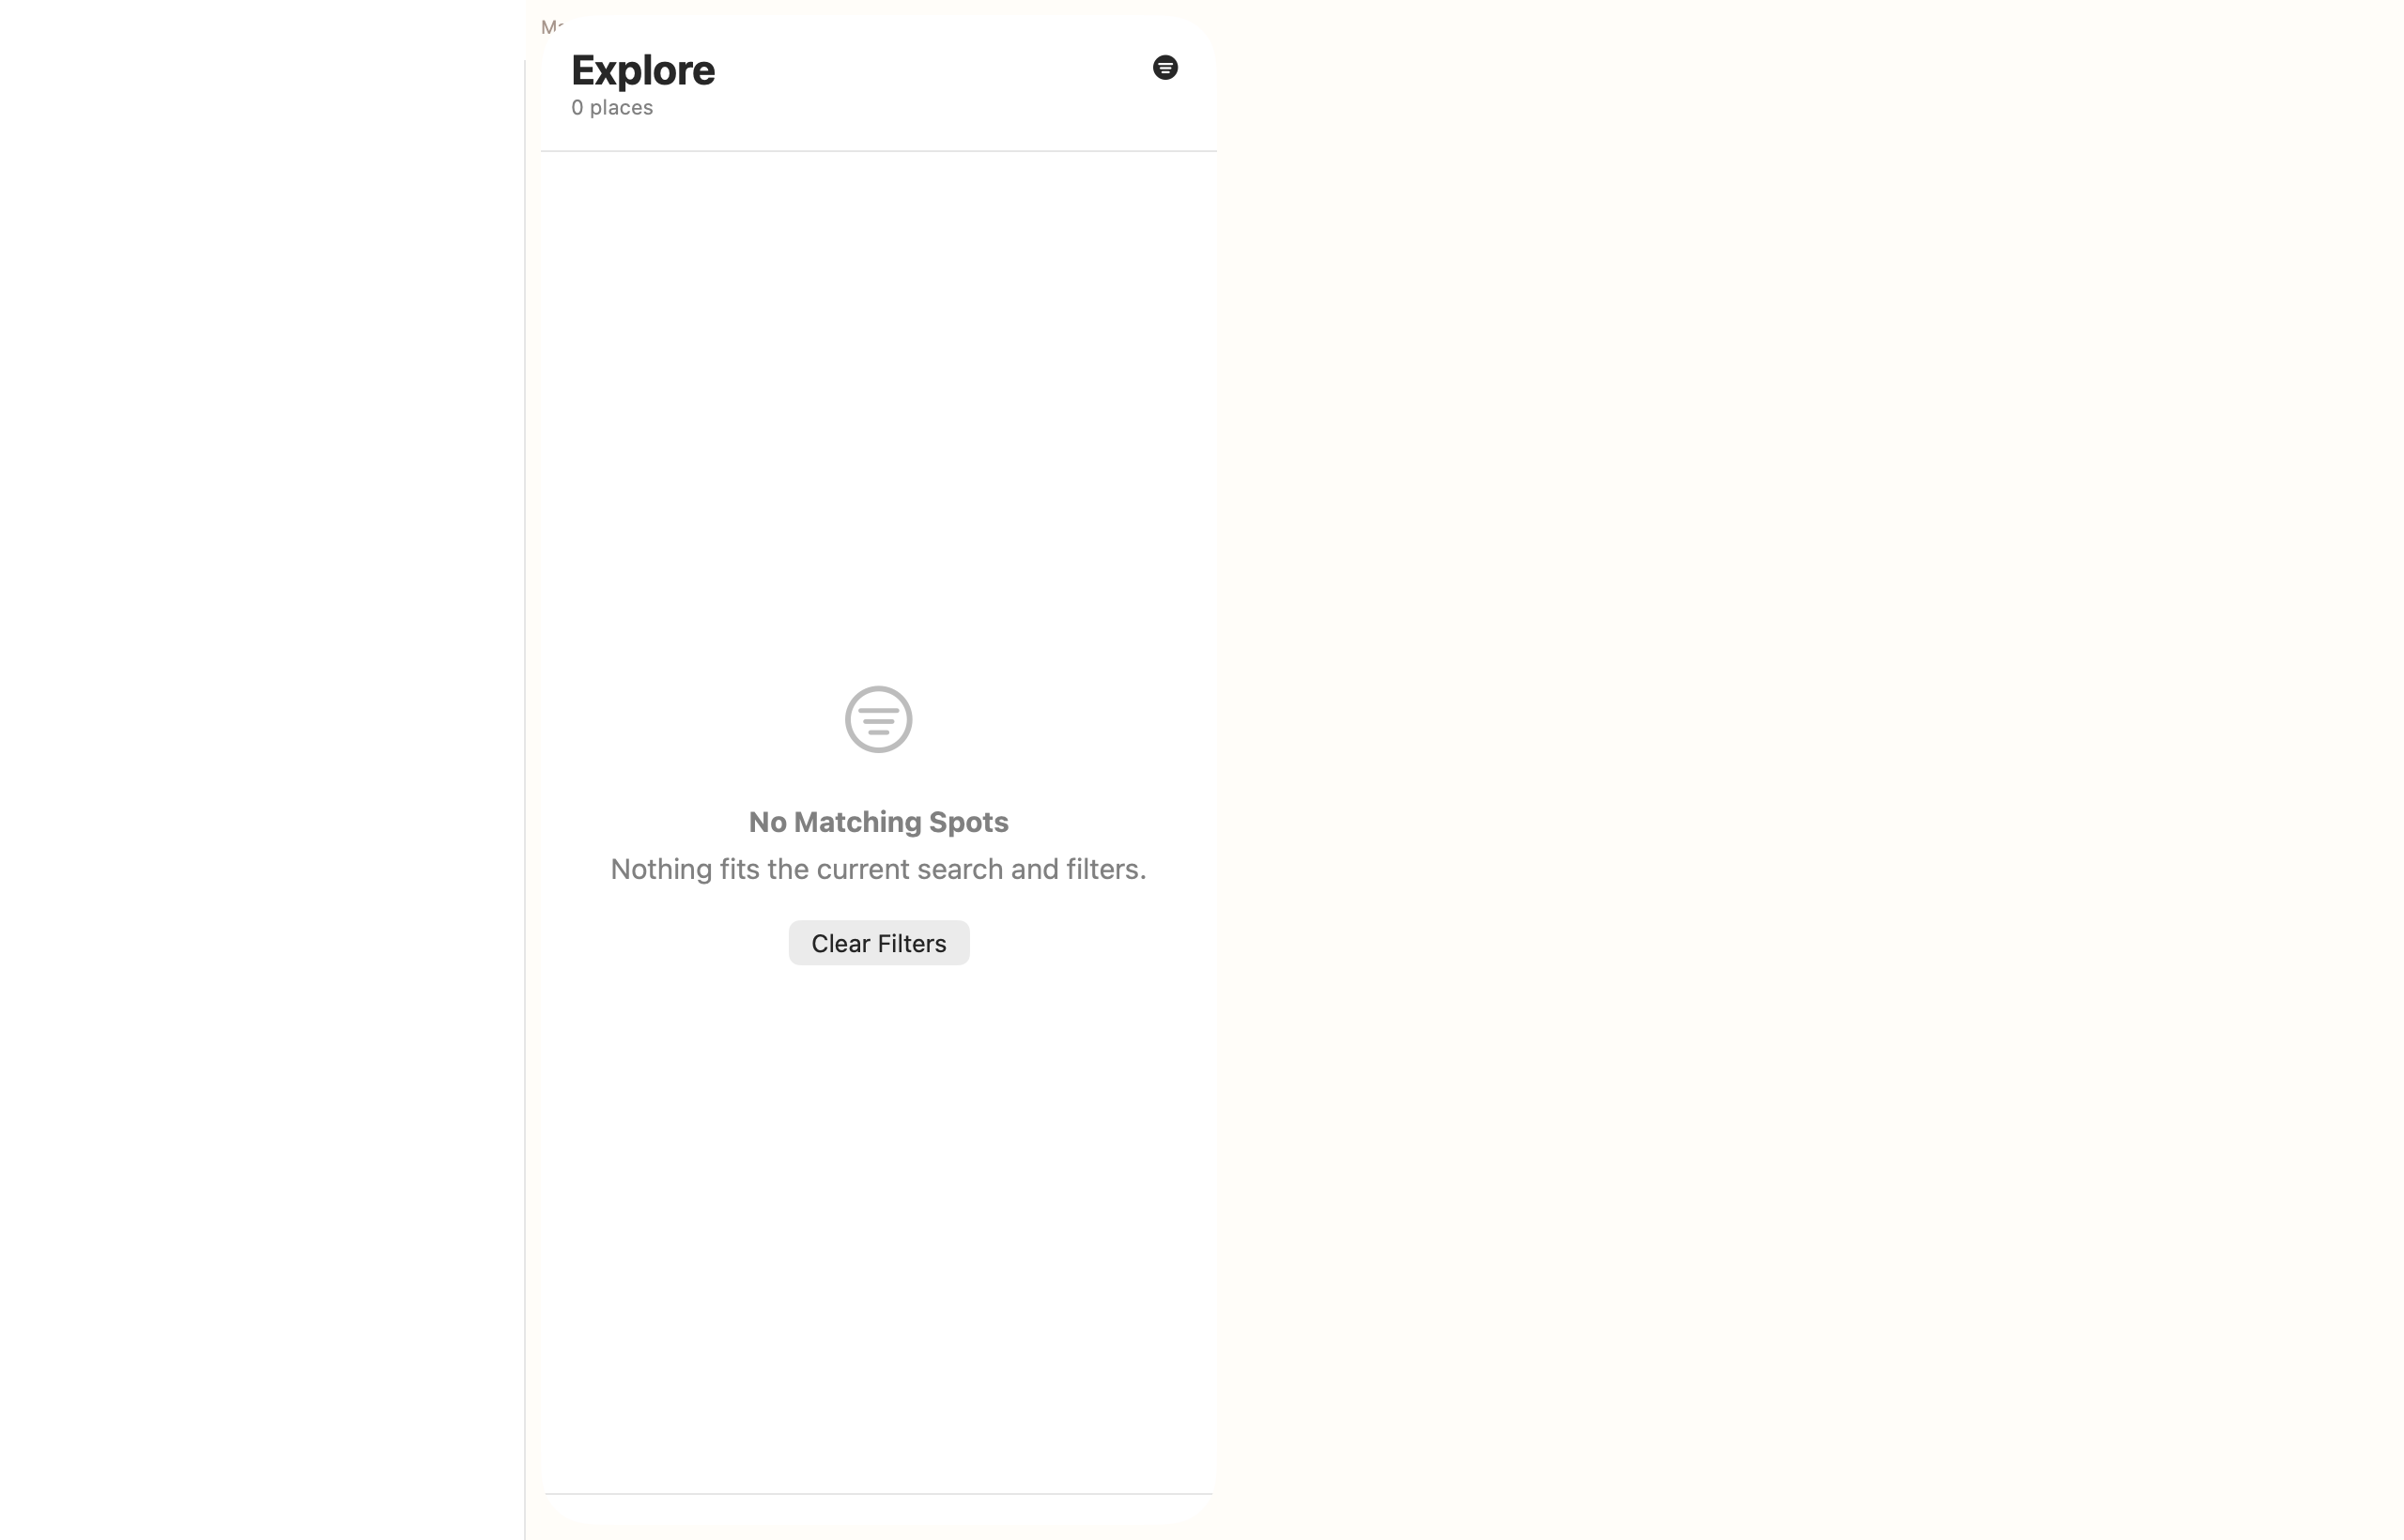 Explore
0 places
No Matching Spots
Nothing fits the current search and filters.
Clear Filters